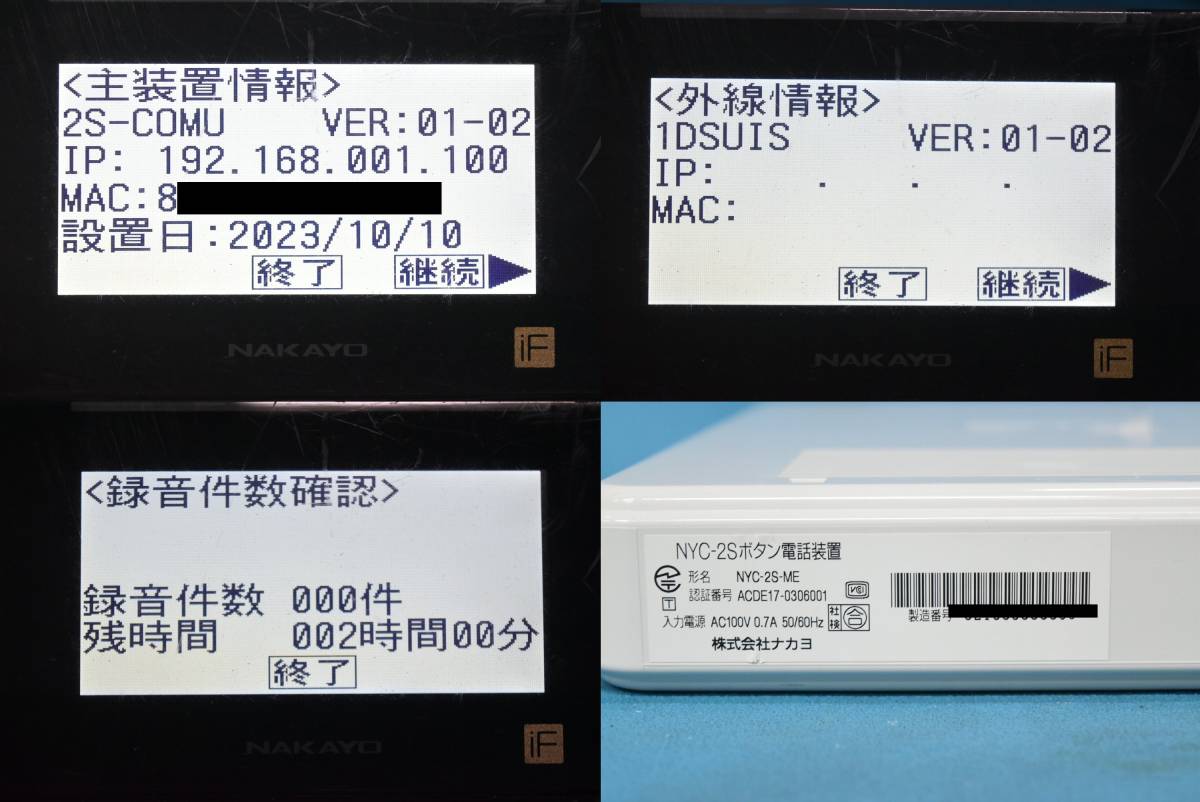 <主装置情報>
2S-COMU VER:01-02
IP: 192.168.001.100
MAC:8
設置日:2023/10/10
終了 継続
NAKAYO
iF
<外線情報>
1DSUIS VER:01-02
IP: . . .
MAC:
終了 継続
NAKAYO
iF
<録音件数確認>
録音件数 000件
残時間 002時間00分
終了
NAKAYO
iF
NYC-2Sボタン電話装置
形名 NYC-2S-ME
認証番号 ACDE17-0306001
T
入力電源 AC100V 0.7A 50/60Hz
社検 合
株式会社ナカヨ
製造番号